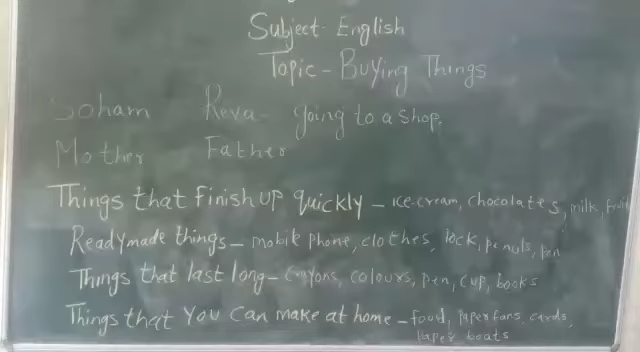 Subject- English
Topic - Buying Things
Soham Reva- going to a shop.
Mother Father
Things that Finish up quickly - ice-cream, chocolates, milk, fruits
Readymade things - mobile phone, clothes, lock, pen
Things that last long - Crayons, colours, pen, cup, books
Things that You Can make at home - food, paper fans, cards,
paper boats